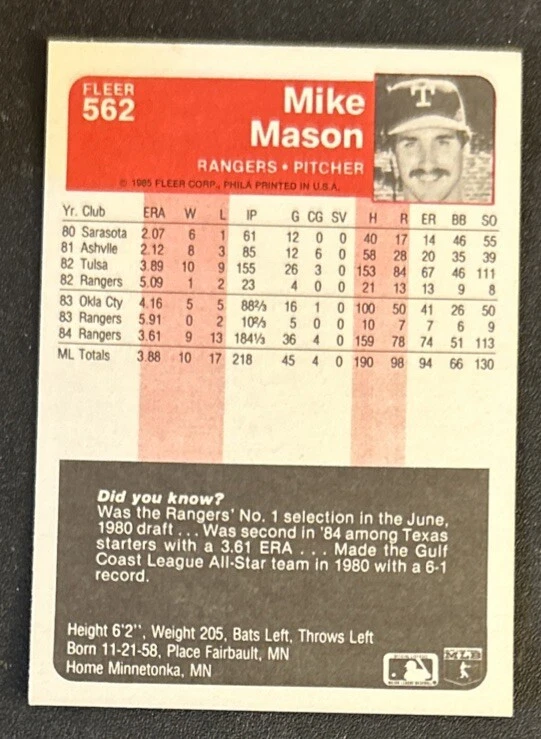 FLEER
562
Mike
Mason
RANGERS • PITCHER
© 1985 FLEER CORP., PHILA PRINTED IN U.S.A.
T
Yr. Club ERA W L IP G CG SV H R ER BB SO
80 Sarasota 2.07 6 1 61 12 0 0 40 17 14 46 55
81 Ashvlle 2.12 8 3 85 12 6 0 58 28 20 35 39
82 Tulsa 3.89 10 9 155 26 3 0 153 84 67 46 111
82 Rangers 5.09 1 2 23 4 0 0 21 13 13 9 8
83 Okla Cty 4.16 5 5 88⅔ 16 1 0 100 50 41 26 50
83 Rangers 5.91 0 2 10⅔ 5 0 0 10 7 7 6 9
84 Rangers 3.61 9 13 184⅓ 36 4 0 159 78 74 51 113
ML Totals 3.88 10 17 218 45 4 0 190 98 94 66 130
Did you know?
Was the Rangers' No. 1 selection in the June,
1980 draft . . . Was second in '84 among Texas
starters with a 3.61 ERA . . . Made the Gulf
Coast League All-Star team in 1980 with a 6-1
record.
Height 6'2", Weight 205, Bats Left, Throws Left
Born 11-21-58, Place Fairbault, MN
Home Minnetonka, MN
MLB